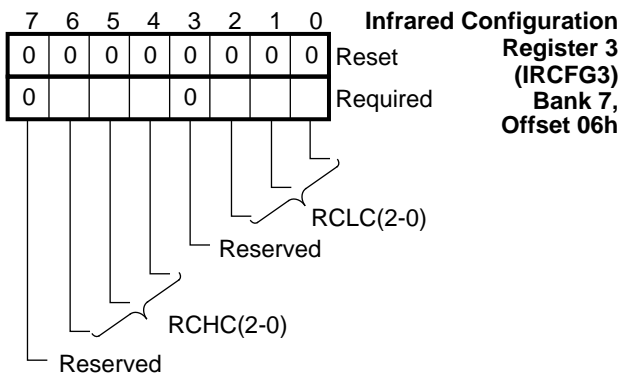 7 6 5 4 3 2 1 0
Infrared Configuration
Register 3
(IRCFG3)
Bank 7,
Offset 06h
0 0 0 0 0 0 0 0 Reset
0 0 Required
RCLC(2-0)
Reserved
RCHC(2-0)
Reserved